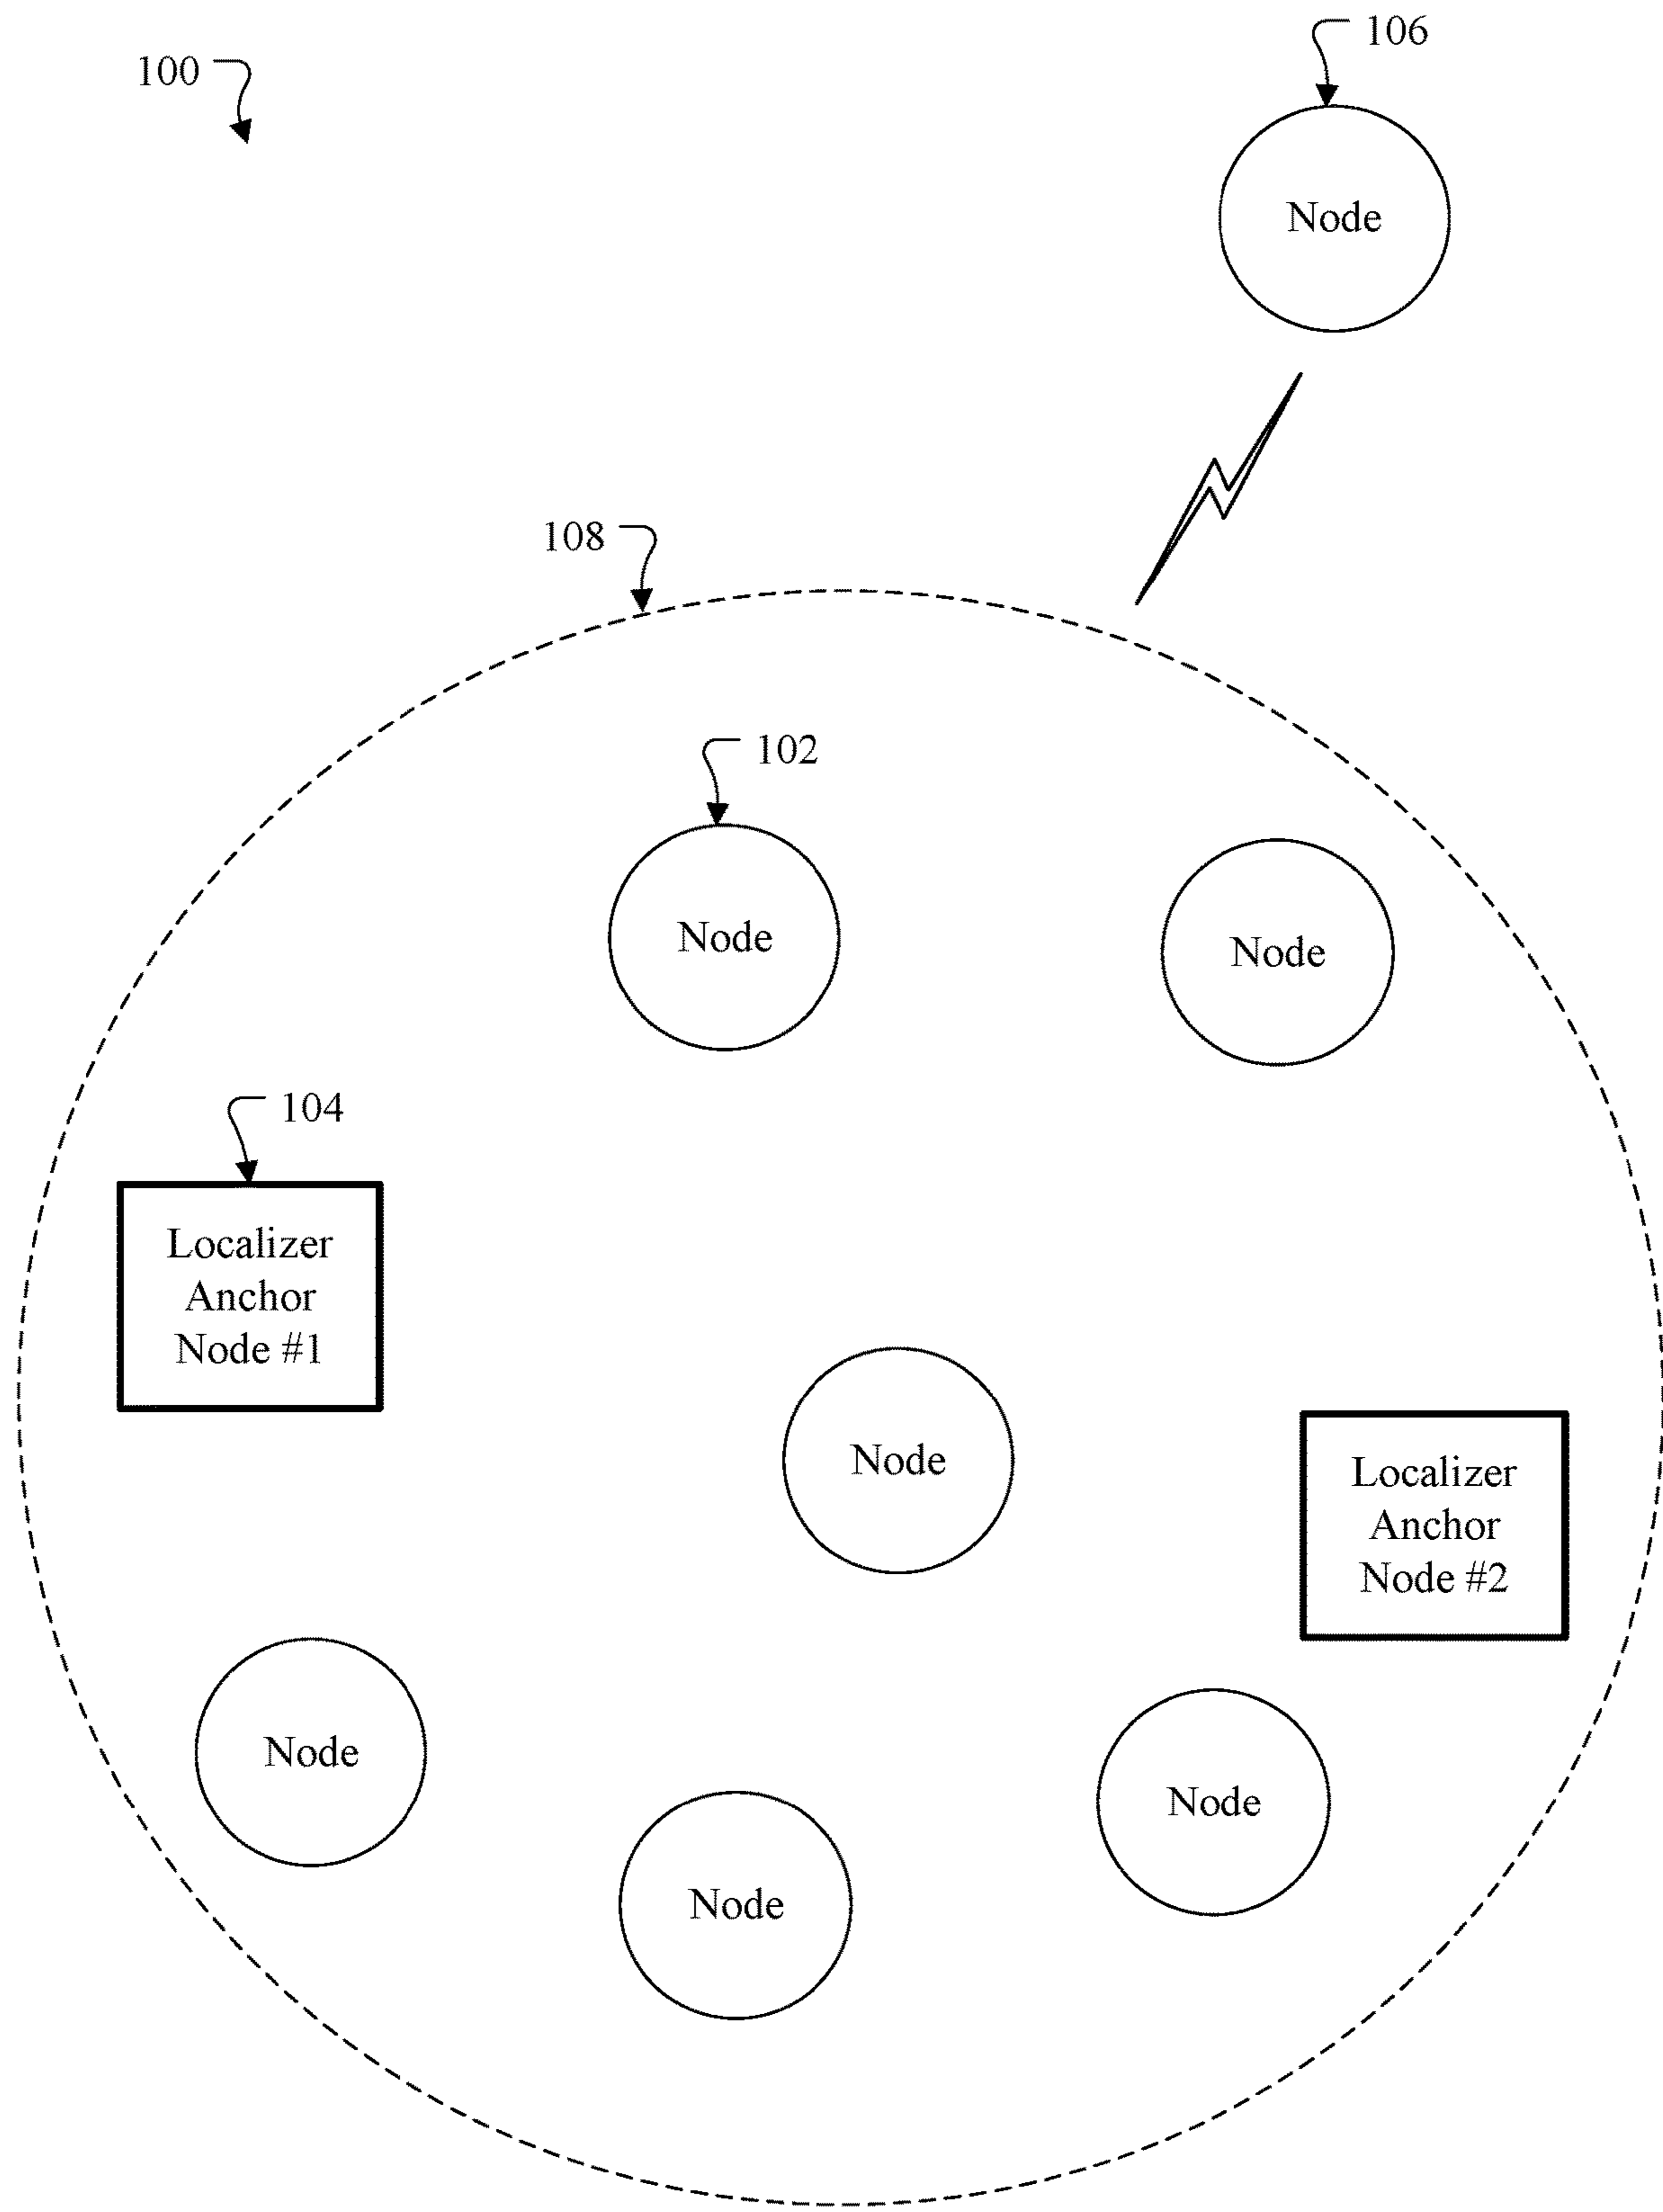 106
100
Node
108
102
Node
Node
104
Localizer
Anchor
Node #1
Node
Localizer
Anchor
Node #2
Node
Node
Node